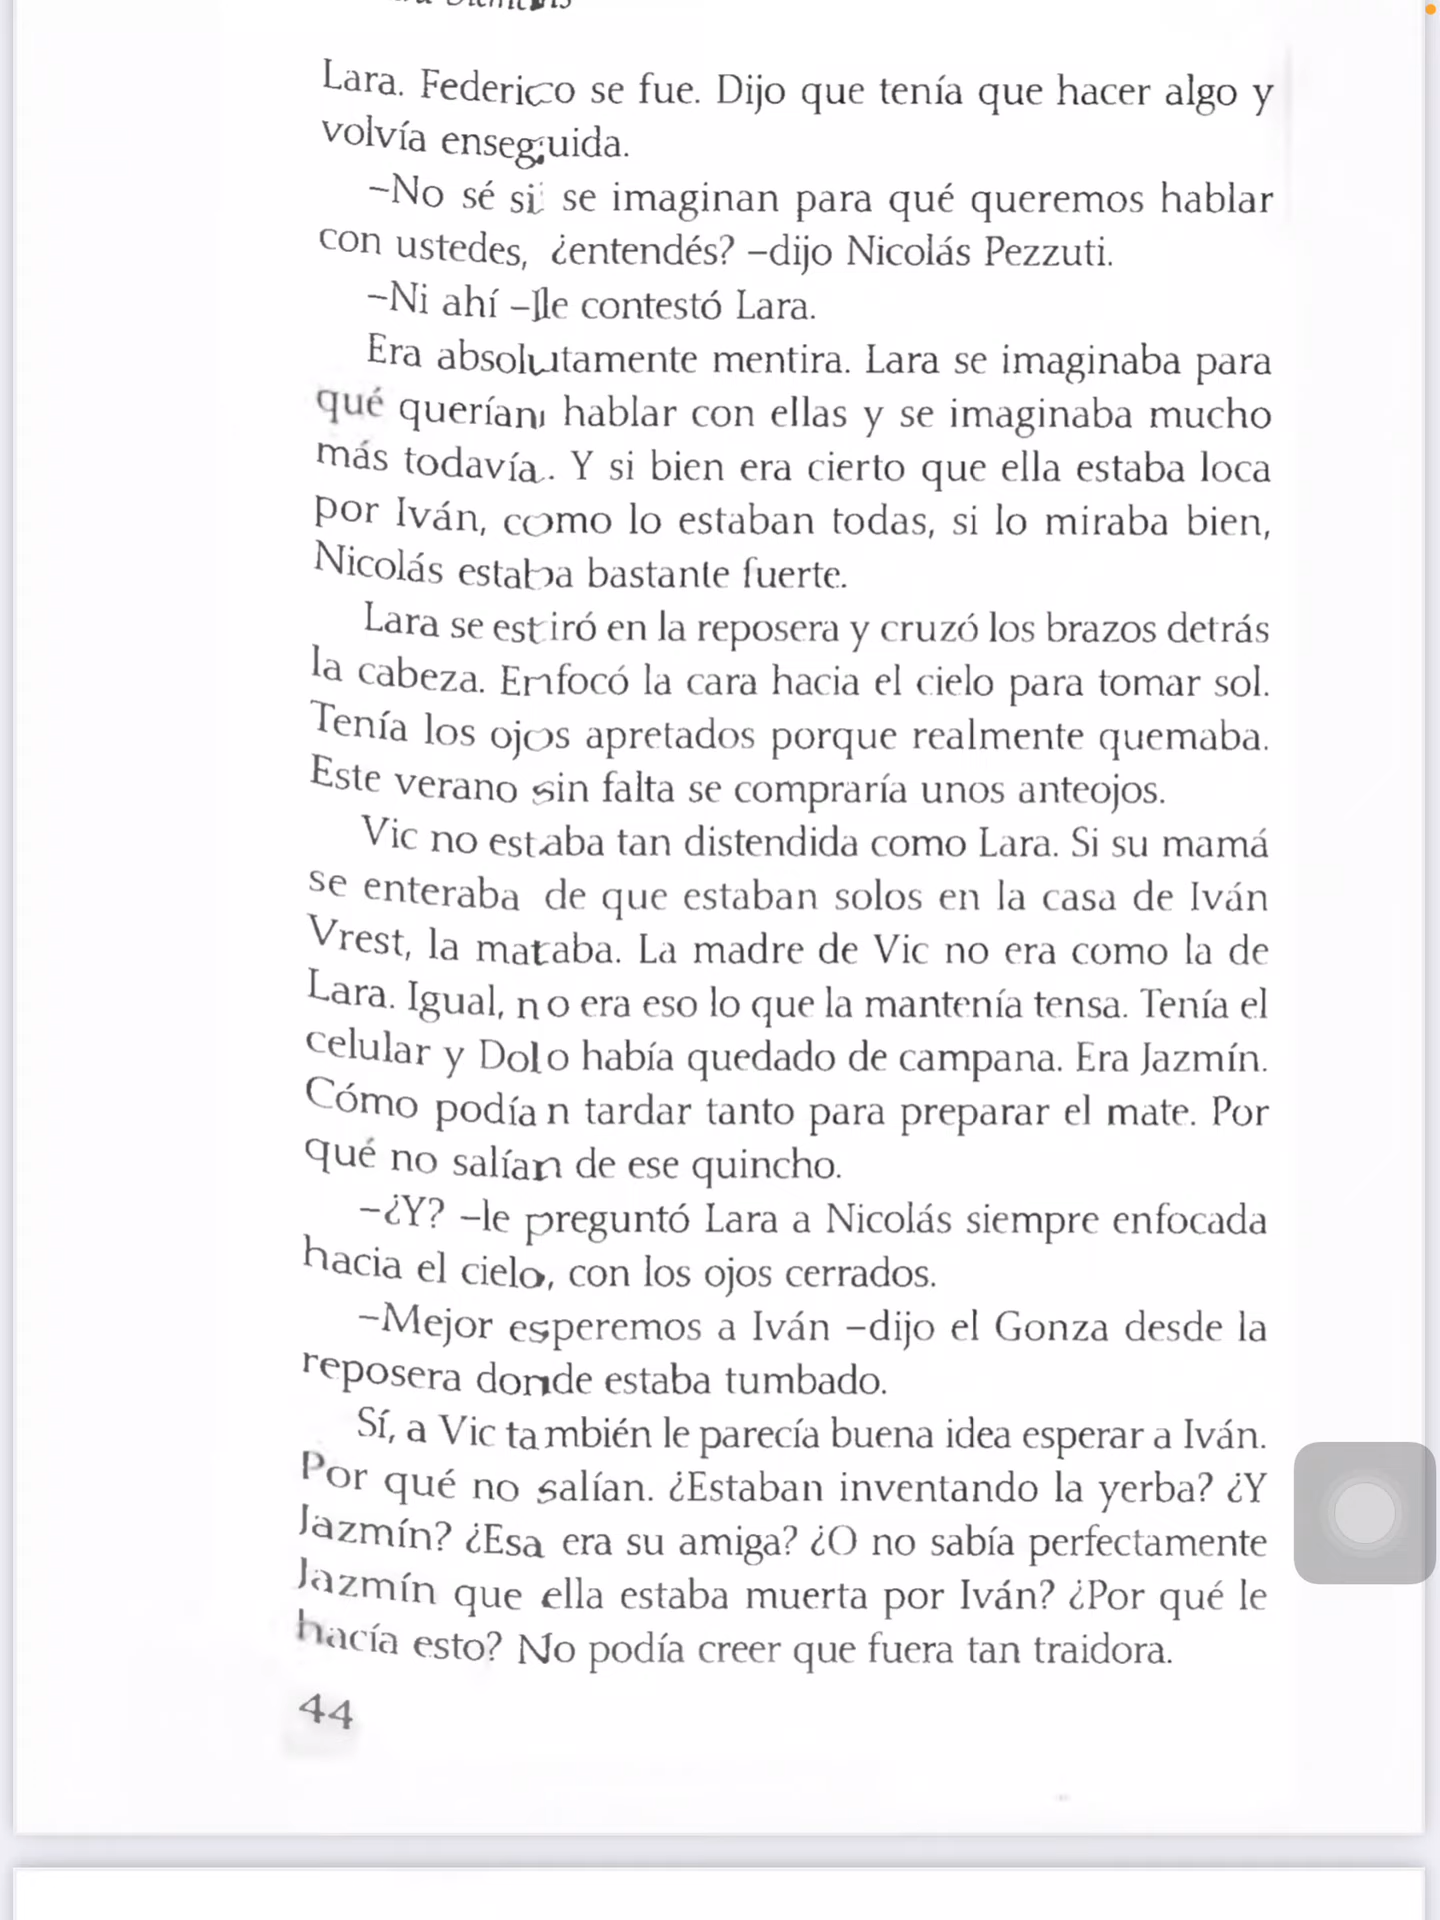 Lara. Federico se fue. Dijo que tenía que hacer algo y
volvía enseguida.
–No sé si se imaginan para qué queremos hablar
con ustedes, ¿entendés? –dijo Nicolás Pezzuti.
–Ni ahí –le contestó Lara.
Era absolutamente mentira. Lara se imaginaba para
qué querían hablar con ellas y se imaginaba mucho
más todavía. Y si bien era cierto que ella estaba loca
por Iván, como lo estaban todas, si lo miraba bien,
Nicolás estaba bastante fuerte.
Lara se estiró en la reposera y cruzó los brazos detrás
la cabeza. Enfocó la cara hacia el cielo para tomar sol.
Tenía los ojos apretados porque realmente quemaba.
Este verano sin falta se compraría unos anteojos.
Vic no estaba tan distendida como Lara. Si su mamá
se enteraba de que estaban solos en la casa de Iván
Vrest, la mataba. La madre de Vic no era como la de
Lara. Igual, no era eso lo que la mantenía tensa. Tenía el
celular y Dolo había quedado de campana. Era Jazmín.
Cómo podían tardar tanto para preparar el mate. Por
qué no salían de ese quincho.
–¿Y? –le preguntó Lara a Nicolás siempre enfocada
hacia el cielo, con los ojos cerrados.
–Mejor esperemos a Iván –dijo el Gonza desde la
reposera donde estaba tumbado.
Sí, a Vic también le parecía buena idea esperar a Iván.
Por qué no salían. ¿Estaban inventando la yerba? ¿Y
Jazmín? ¿Esa era su amiga? ¿O no sabía perfectamente
Jazmín que ella estaba muerta por Iván? ¿Por qué le
hacía esto? No podía creer que fuera tan traidora.
44